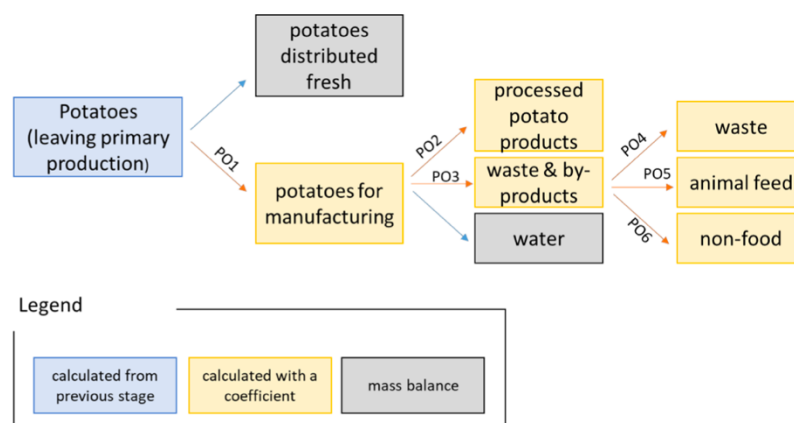 potatoes
distributed
fresh
Potatoes
(leaving primary
production)
PO1
potatoes for
manufacturing
PO2
PO3
processed
potato
products
waste & by-
products
water
PO4
PO5
PO6
waste
animal feed
non-food
Legend
calculated from
previous stage
calculated with a
coefficient
mass balance